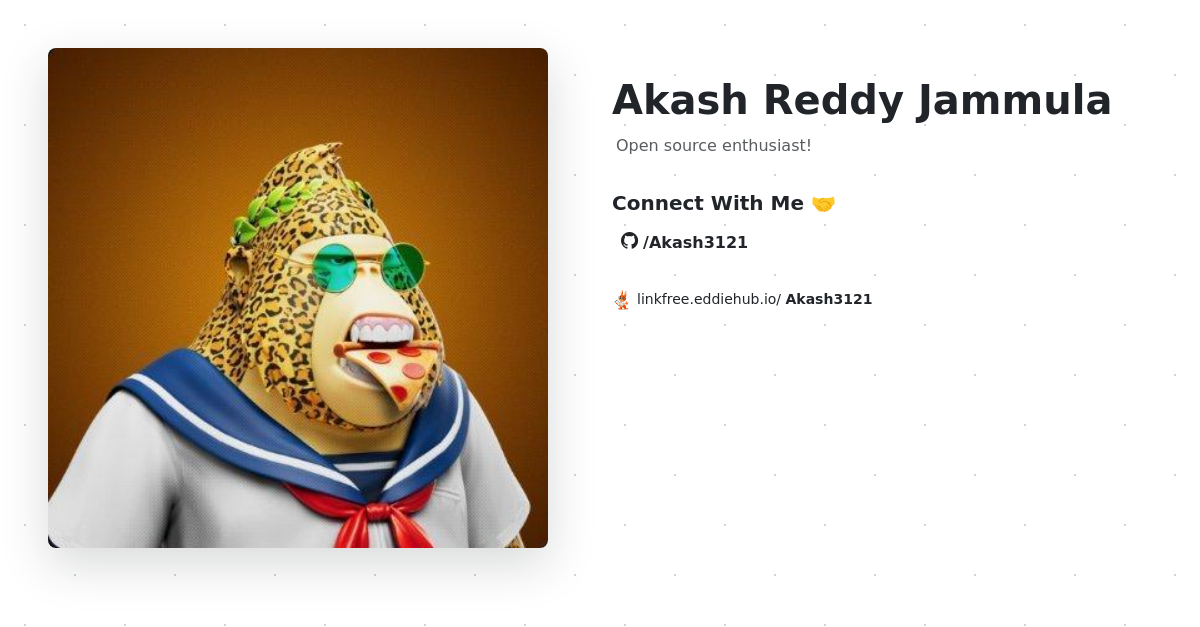 Akash Reddy Jammula
Open source enthusiast!
Connect With Me 🤝
/Akash3121
linkfree.eddiehub.io/ Akash3121